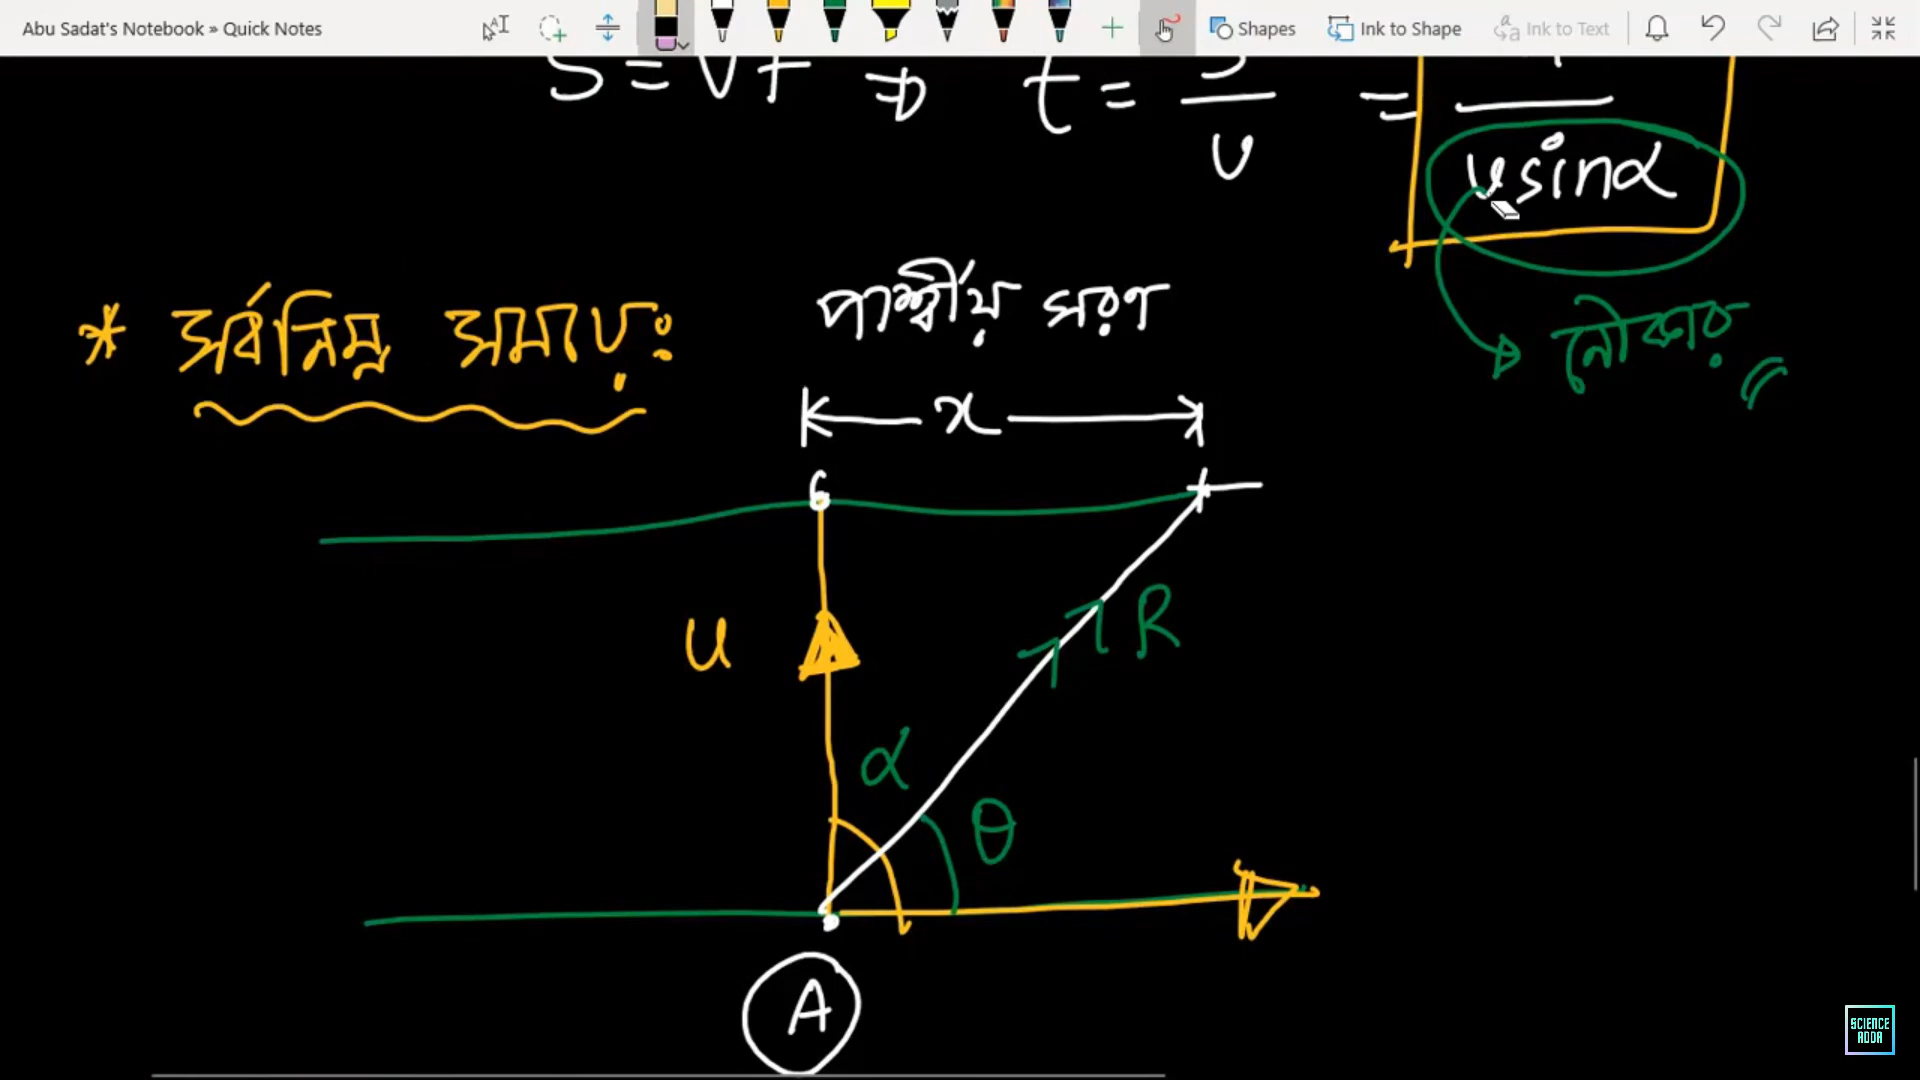 Abu Sadat's Notebook » Quick Notes
Shapes
Ink to Shape
Ink to Text
S = vt ⇒ t = S/v =
u sinα
* সর্বনিম্ন সময়ঃ
পার্শ্বীয় সরণ
নৌকার
x
u
R
α
θ
A
SCIENCE
ADDA